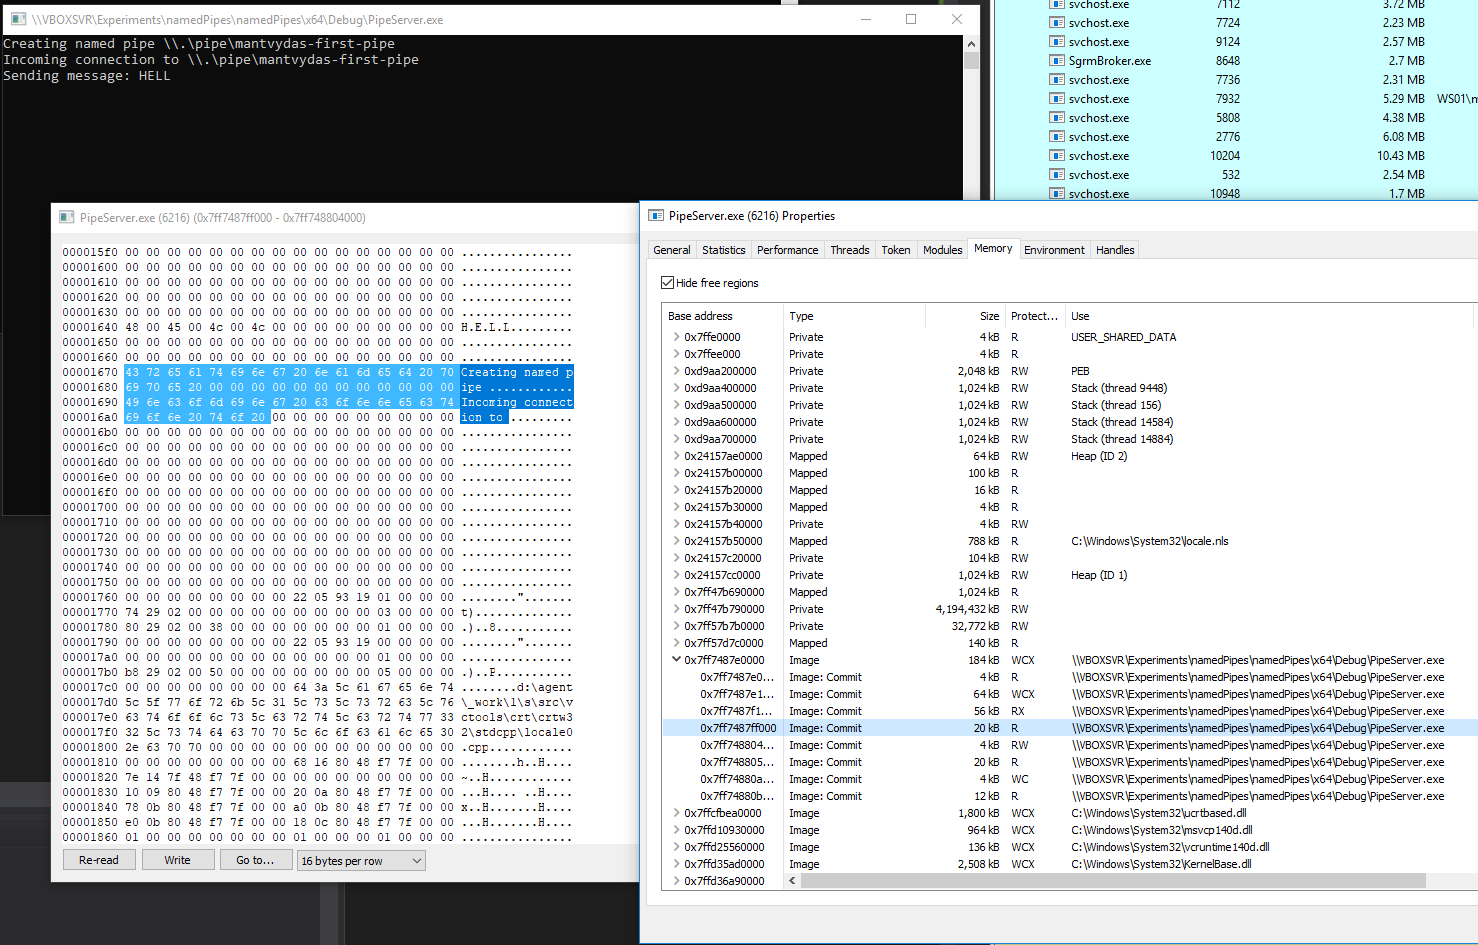 \\VBOXSVR\Experiments\namedPipes\namedPipes\x64\Debug\PipeServer.exe
Creating named pipe \\.\pipe\mantvydas-first-pipe
Incoming connection to \\.\pipe\mantvydas-first-pipe
Sending message: HELL
svchost.exe 7112 3.72 MB
svchost.exe 7724 2.23 MB
svchost.exe 9124 2.57 MB
SgrmBroker.exe 8648 2.7 MB
svchost.exe 7736 2.31 MB
svchost.exe 7932 5.29 MB WS01\m
svchost.exe 5808 4.38 MB
svchost.exe 2776 6.08 MB
svchost.exe 10204 10.43 MB
svchost.exe 532 2.54 MB
svchost.exe 10948 1.7 MB
PipeServer.exe (6216) (0x7ff7487ff000 - 0x7ff748804000)
000015f0 00 00 00 00 00 00 00 00 00 00 00 00 00 00 00 00 ................
00001600 00 00 00 00 00 00 00 00 00 00 00 00 00 00 00 00 ................
00001610 00 00 00 00 00 00 00 00 00 00 00 00 00 00 00 00 ................
00001620 00 00 00 00 00 00 00 00 00 00 00 00 00 00 00 00 ................
00001630 00 00 00 00 00 00 00 00 00 00 00 00 00 00 00 00 ................
00001640 48 00 45 00 4c 00 4c 00 00 00 00 00 00 00 00 00 H.E.L.L.........
00001650 00 00 00 00 00 00 00 00 00 00 00 00 00 00 00 00 ................
00001660 00 00 00 00 00 00 00 00 00 00 00 00 00 00 00 00 ................
00001670 43 72 65 61 74 69 6e 67 20 6e 61 6d 65 64 20 70 Creating named p
00001680 69 70 65 20 00 00 00 00 00 00 00 00 00 00 00 00 ipe ............
00001690 49 6e 63 6f 6d 69 6e 67 20 63 6f 6e 6e 65 63 74 Incoming connect
000016a0 69 6f 6e 20 74 6f 20 00 00 00 00 00 00 00 00 00 ion to .........
000016b0 00 00 00 00 00 00 00 00 00 00 00 00 00 00 00 00 ................
000016c0 00 00 00 00 00 00 00 00 00 00 00 00 00 00 00 00 ................
000016d0 00 00 00 00 00 00 00 00 00 00 00 00 00 00 00 00 ................
000016e0 00 00 00 00 00 00 00 00 00 00 00 00 00 00 00 00 ................
000016f0 00 00 00 00 00 00 00 00 00 00 00 00 00 00 00 00 ................
00001700 00 00 00 00 00 00 00 00 00 00 00 00 00 00 00 00 ................
00001710 00 00 00 00 00 00 00 00 00 00 00 00 00 00 00 00 ................
00001720 00 00 00 00 00 00 00 00 00 00 00 00 00 00 00 00 ................
00001730 00 00 00 00 00 00 00 00 00 00 00 00 00 00 00 00 ................
00001740 00 00 00 00 00 00 00 00 00 00 00 00 00 00 00 00 ................
00001750 00 00 00 00 00 00 00 00 00 00 00 00 00 00 00 00 ................
00001760 00 00 00 00 00 00 00 00 22 05 93 19 01 00 00 00 ........".......
00001770 74 29 02 00 00 00 00 00 00 00 00 00 03 00 00 00 t)..............
00001780 80 29 02 00 38 00 00 00 00 00 00 00 01 00 00 00 .)..8...........
00001790 00 00 00 00 00 00 00 00 22 05 93 19 00 00 00 00 ........".......
000017a0 00 00 00 00 00 00 00 00 00 00 00 00 01 00 00 00 ................
000017b0 b8 29 02 00 50 00 00 00 00 00 00 00 05 00 00 00 .)..P...........
000017c0 00 00 00 00 00 00 00 00 64 3a 5c 61 67 65 6e 74 ........d:\agent
000017d0 5c 5f 77 6f 72 6b 5c 31 5c 73 5c 73 72 63 5c 76 \_work\1\s\src\v
000017e0 63 74 6f 6f 6c 73 5c 63 72 74 5c 63 72 74 77 33 ctools\crt\crtw3
000017f0 32 5c 73 74 64 63 70 70 5c 6c 6f 63 61 6c 65 30 2\stdcpp\locale0
00001800 2e 63 70 70 00 00 00 00 00 00 00 00 00 00 00 00 .cpp............
00001810 00 00 00 00 00 00 00 00 68 16 80 48 f7 7f 00 00 ........h..H....
00001820 7e 14 7f 48 f7 7f 00 00 00 00 00 00 00 00 00 00 ~..H............
00001830 10 09 80 48 f7 7f 00 00 20 0a 80 48 f7 7f 00 00 ...H.... ..H....
00001840 78 0b 80 48 f7 7f 00 00 a0 0b 80 48 f7 7f 00 00 x..H.......H....
00001850 e0 0b 80 48 f7 7f 00 00 18 0c 80 48 f7 7f 00 00 ...H.......H....
00001860 01 00 00 00 00 00 00 00 01 00 00 00 01 00 00 00 ................
Re-read Write Go to... 16 bytes per row
PipeServer.exe (6216) Properties
General Statistics Performance Threads Token Modules Memory Environment Handles
Hide free regions
Base address Type Size Protect... Use
0x7ffe0000 Private 4 kB R USER_SHARED_DATA
0x7ffee000 Private 4 kB R
0xd9aa200000 Private 2,048 kB RW PEB
0xd9aa400000 Private 1,024 kB RW Stack (thread 9448)
0xd9aa500000 Private 1,024 kB RW Stack (thread 156)
0xd9aa600000 Private 1,024 kB RW Stack (thread 14584)
0xd9aa700000 Private 1,024 kB RW Stack (thread 14884)
0x24157ae0000 Mapped 64 kB RW Heap (ID 2)
0x24157b00000 Mapped 100 kB R
0x24157b20000 Mapped 16 kB R
0x24157b30000 Mapped 4 kB R
0x24157b40000 Private 4 kB RW
0x24157b50000 Mapped 788 kB R C:\Windows\System32\locale.nls
0x24157c20000 Private 104 kB RW
0x24157cc0000 Private 1,024 kB RW Heap (ID 1)
0x7ff47b690000 Mapped 1,024 kB R
0x7ff47b790000 Private 4,194,432 kB RW
0x7ff57b7b0000 Private 32,772 kB RW
0x7ff57d7c0000 Mapped 140 kB R
0x7ff7487e0000 Image 184 kB WCX \\VBOXSVR\Experiments\namedPipes\namedPipes\x64\Debug\PipeServer.exe
0x7ff7487e0... Image: Commit 4 kB R \\VBOXSVR\Experiments\namedPipes\namedPipes\x64\Debug\PipeServer.exe
0x7ff7487e1... Image: Commit 64 kB WCX \\VBOXSVR\Experiments\namedPipes\namedPipes\x64\Debug\PipeServer.exe
0x7ff7487f1... Image: Commit 56 kB RX \\VBOXSVR\Experiments\namedPipes\namedPipes\x64\Debug\PipeServer.exe
0x7ff7487ff000 Image: Commit 20 kB R \\VBOXSVR\Experiments\namedPipes\namedPipes\x64\Debug\PipeServer.exe
0x7ff748804... Image: Commit 4 kB RW \\VBOXSVR\Experiments\namedPipes\namedPipes\x64\Debug\PipeServer.exe
0x7ff748805... Image: Commit 20 kB R \\VBOXSVR\Experiments\namedPipes\namedPipes\x64\Debug\PipeServer.exe
0x7ff74880a... Image: Commit 4 kB WC \\VBOXSVR\Experiments\namedPipes\namedPipes\x64\Debug\PipeServer.exe
0x7ff74880b... Image: Commit 12 kB R \\VBOXSVR\Experiments\namedPipes\namedPipes\x64\Debug\PipeServer.exe
0x7ffcfbea0000 Image 1,800 kB WCX C:\Windows\System32\ucrtbased.dll
0x7ffd10930000 Image 964 kB WCX C:\Windows\System32\msvcp140d.dll
0x7ffd25560000 Image 136 kB WCX C:\Windows\System32\vcruntime140d.dll
0x7ffd35ad0000 Image 2,508 kB WCX C:\Windows\System32\KernelBase.dll
0x7ffd36a90000